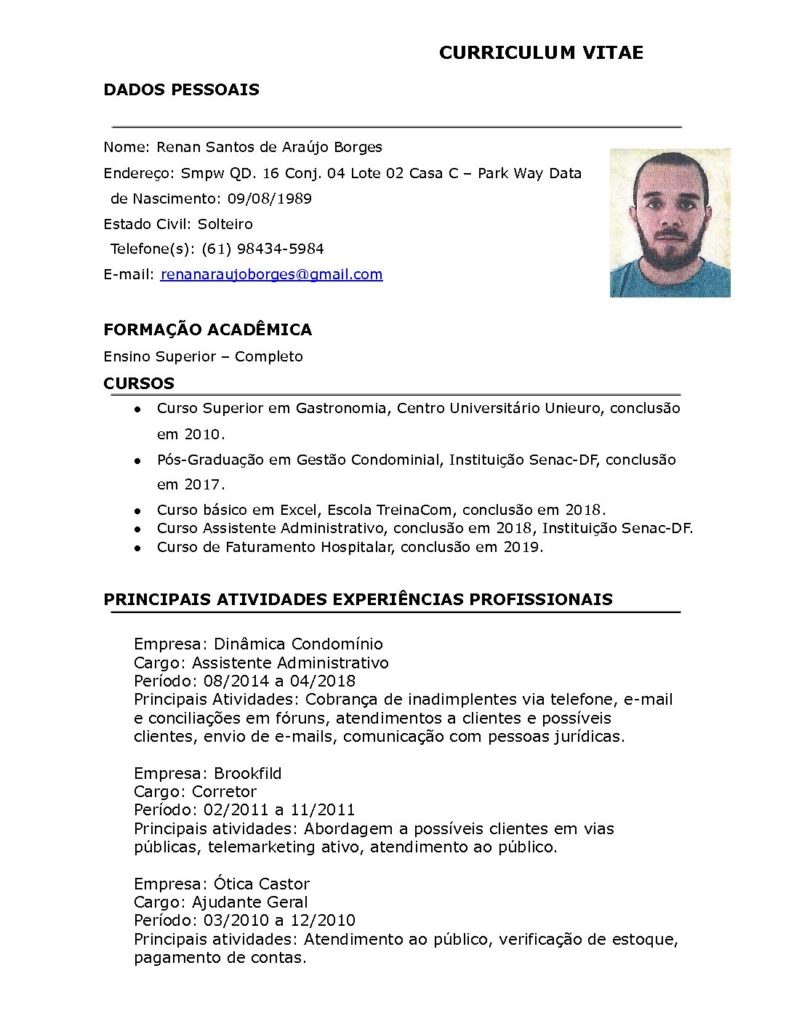 CURRICULUM VITAE
DADOS PESSOAIS
Nome: Renan Santos de Araújo Borges
Endereço: Smpw QD. 16 Conj. 04 Lote 02 Casa C – Park Way Data
de Nascimento: 09/08/1989
Estado Civil: Solteiro
Telefone(s): (61) 98434-5984
E-mail: renanaraujoborges@gmail.com
FORMAÇÃO ACADÊMICA
Ensino Superior – Completo
CURSOS
● Curso Superior em Gastronomia, Centro Universitário Unieuro, conclusão
em 2010.
● Pós-Graduação em Gestão Condominial, Instituição Senac-DF, conclusão
em 2017.
● Curso básico em Excel, Escola TreinaCom, conclusão em 2018.
● Curso Assistente Administrativo, conclusão em 2018, Instituição Senac-DF.
● Curso de Faturamento Hospitalar, conclusão em 2019.
PRINCIPAIS ATIVIDADES EXPERIÊNCIAS PROFISSIONAIS
Empresa: Dinâmica Condomínio
Cargo: Assistente Administrativo
Período: 08/2014 a 04/2018
Principais Atividades: Cobrança de inadimplentes via telefone, e-mail
e conciliações em fóruns, atendimentos a clientes e possíveis
clientes, envio de e-mails, comunicação com pessoas jurídicas.
Empresa: Brookfild
Cargo: Corretor
Período: 02/2011 a 11/2011
Principais atividades: Abordagem a possíveis clientes em vias
públicas, telemarketing ativo, atendimento ao público.
Empresa: Ótica Castor
Cargo: Ajudante Geral
Período: 03/2010 a 12/2010
Principais atividades: Atendimento ao público, verificação de estoque,
pagamento de contas.